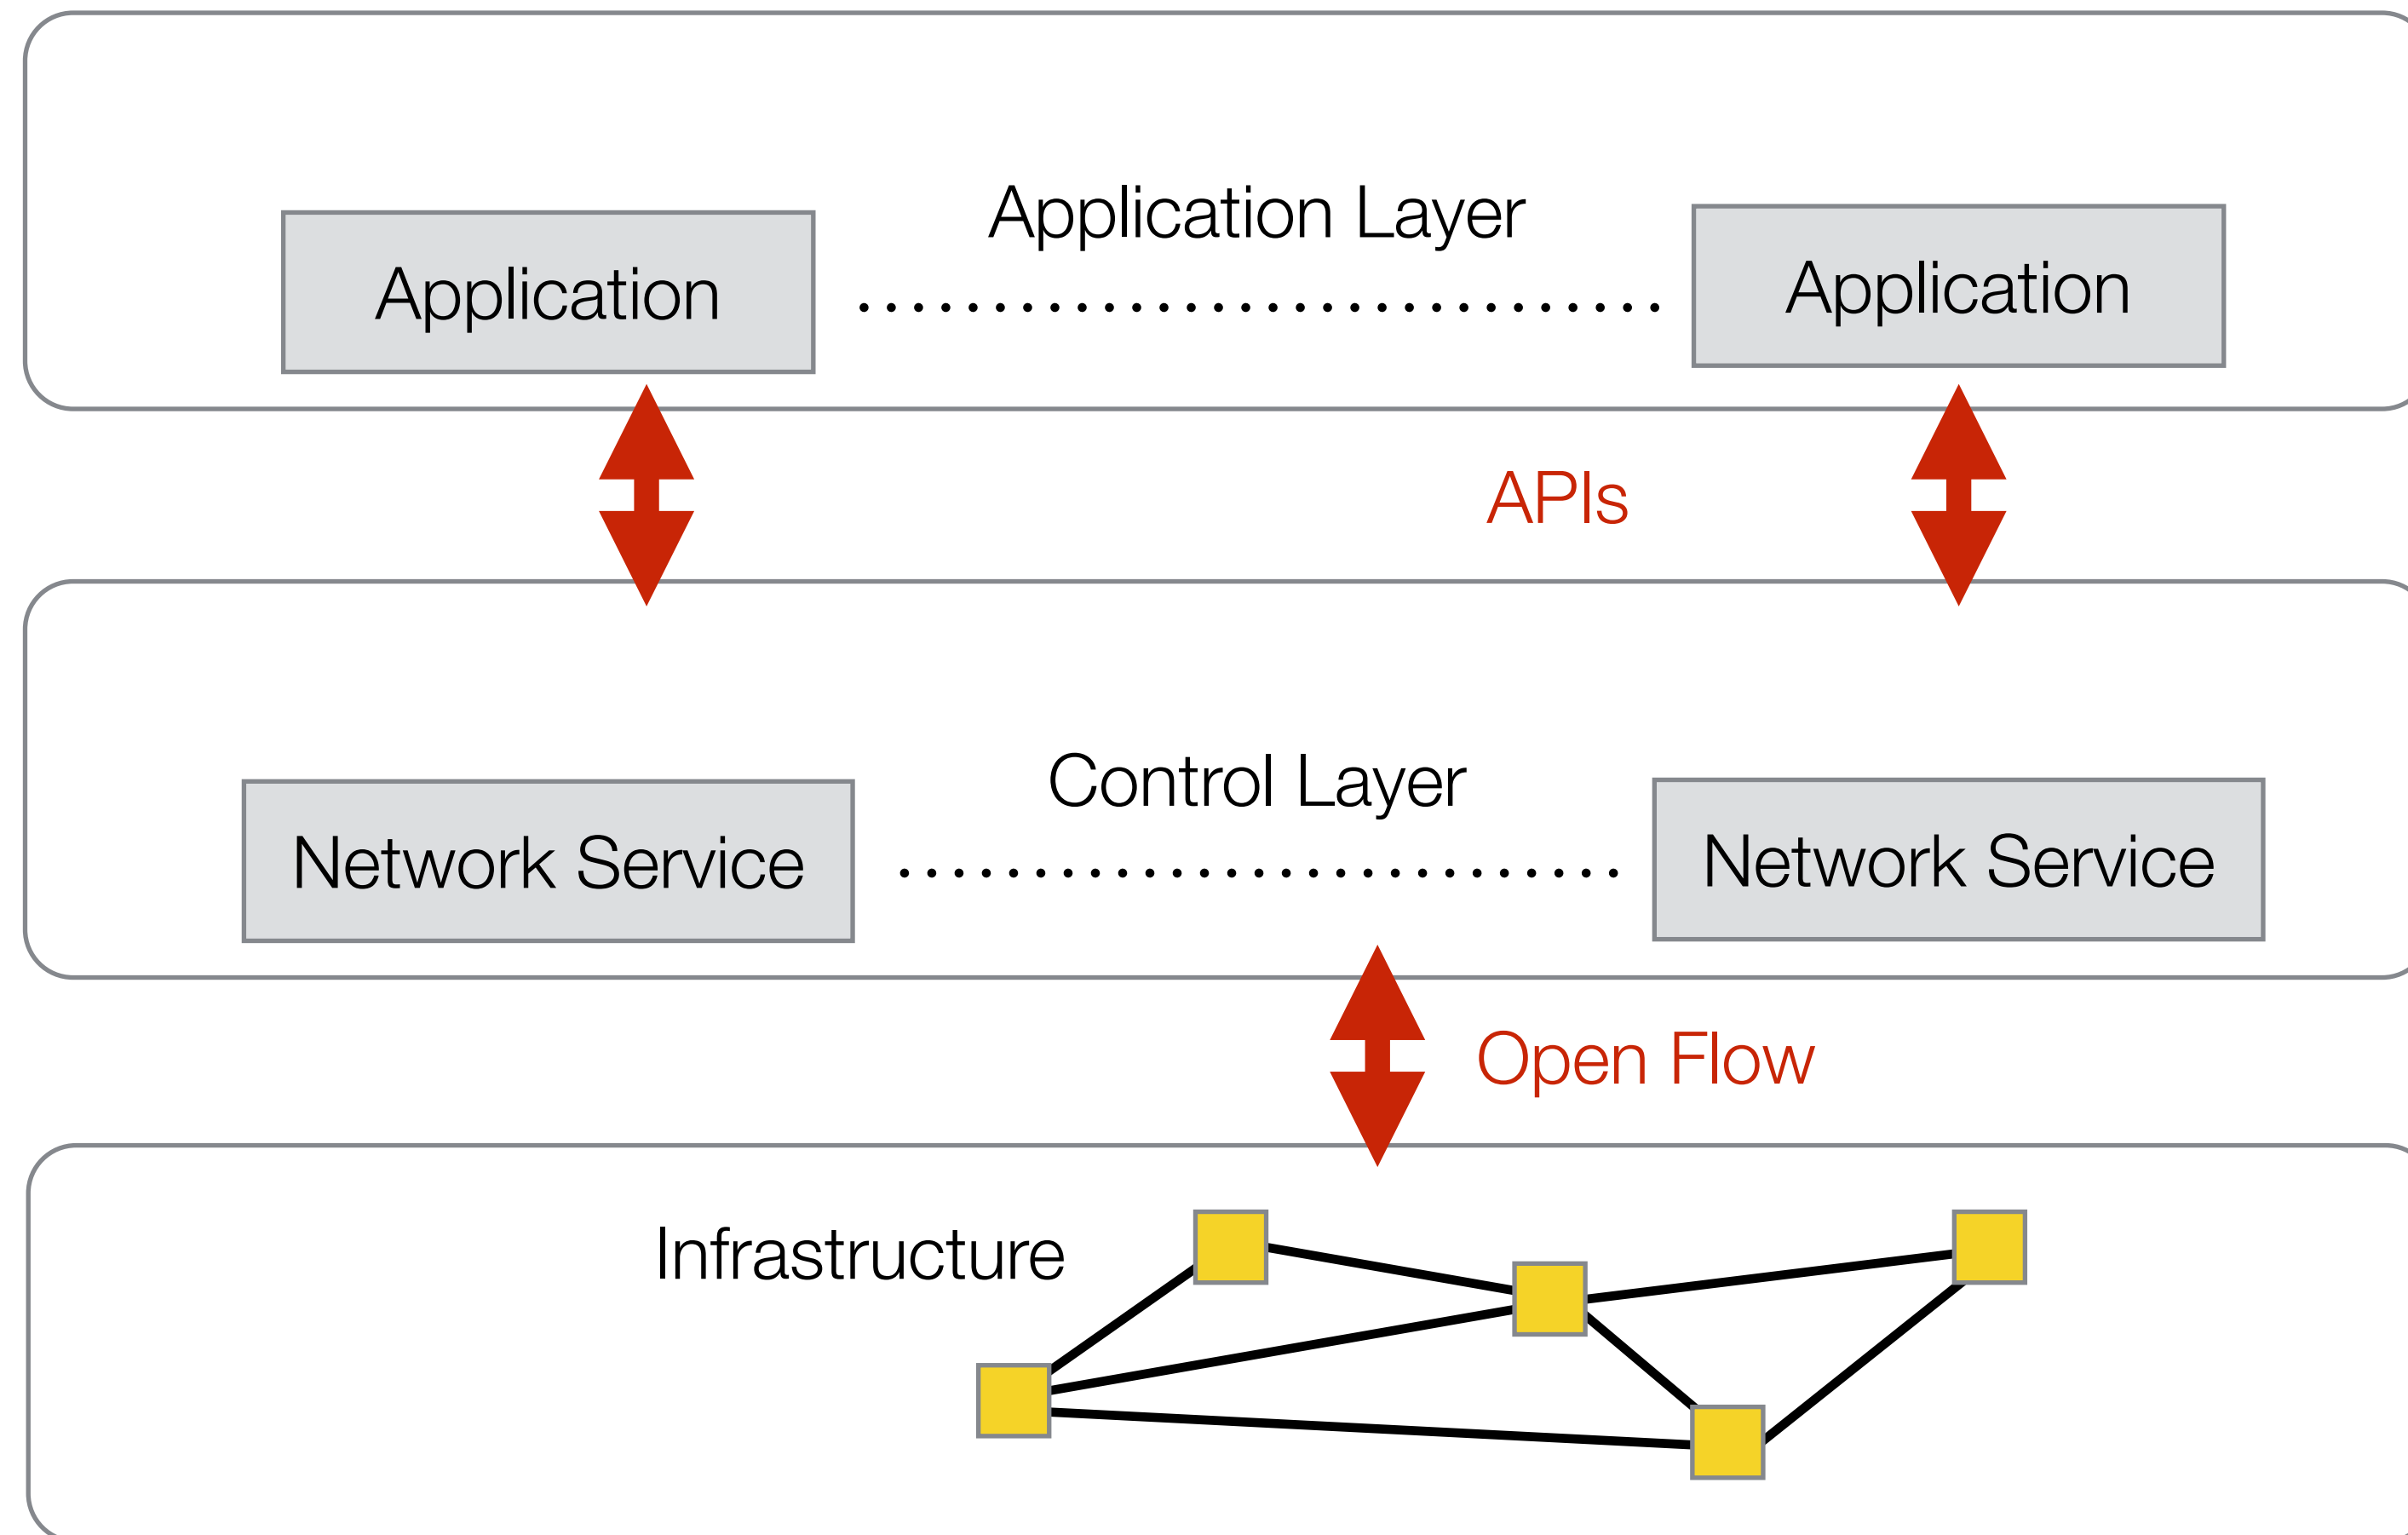 Application Layer
Application
Application
APIs
Control Layer
Network Service
Network Service
Open Flow
Infrastructure